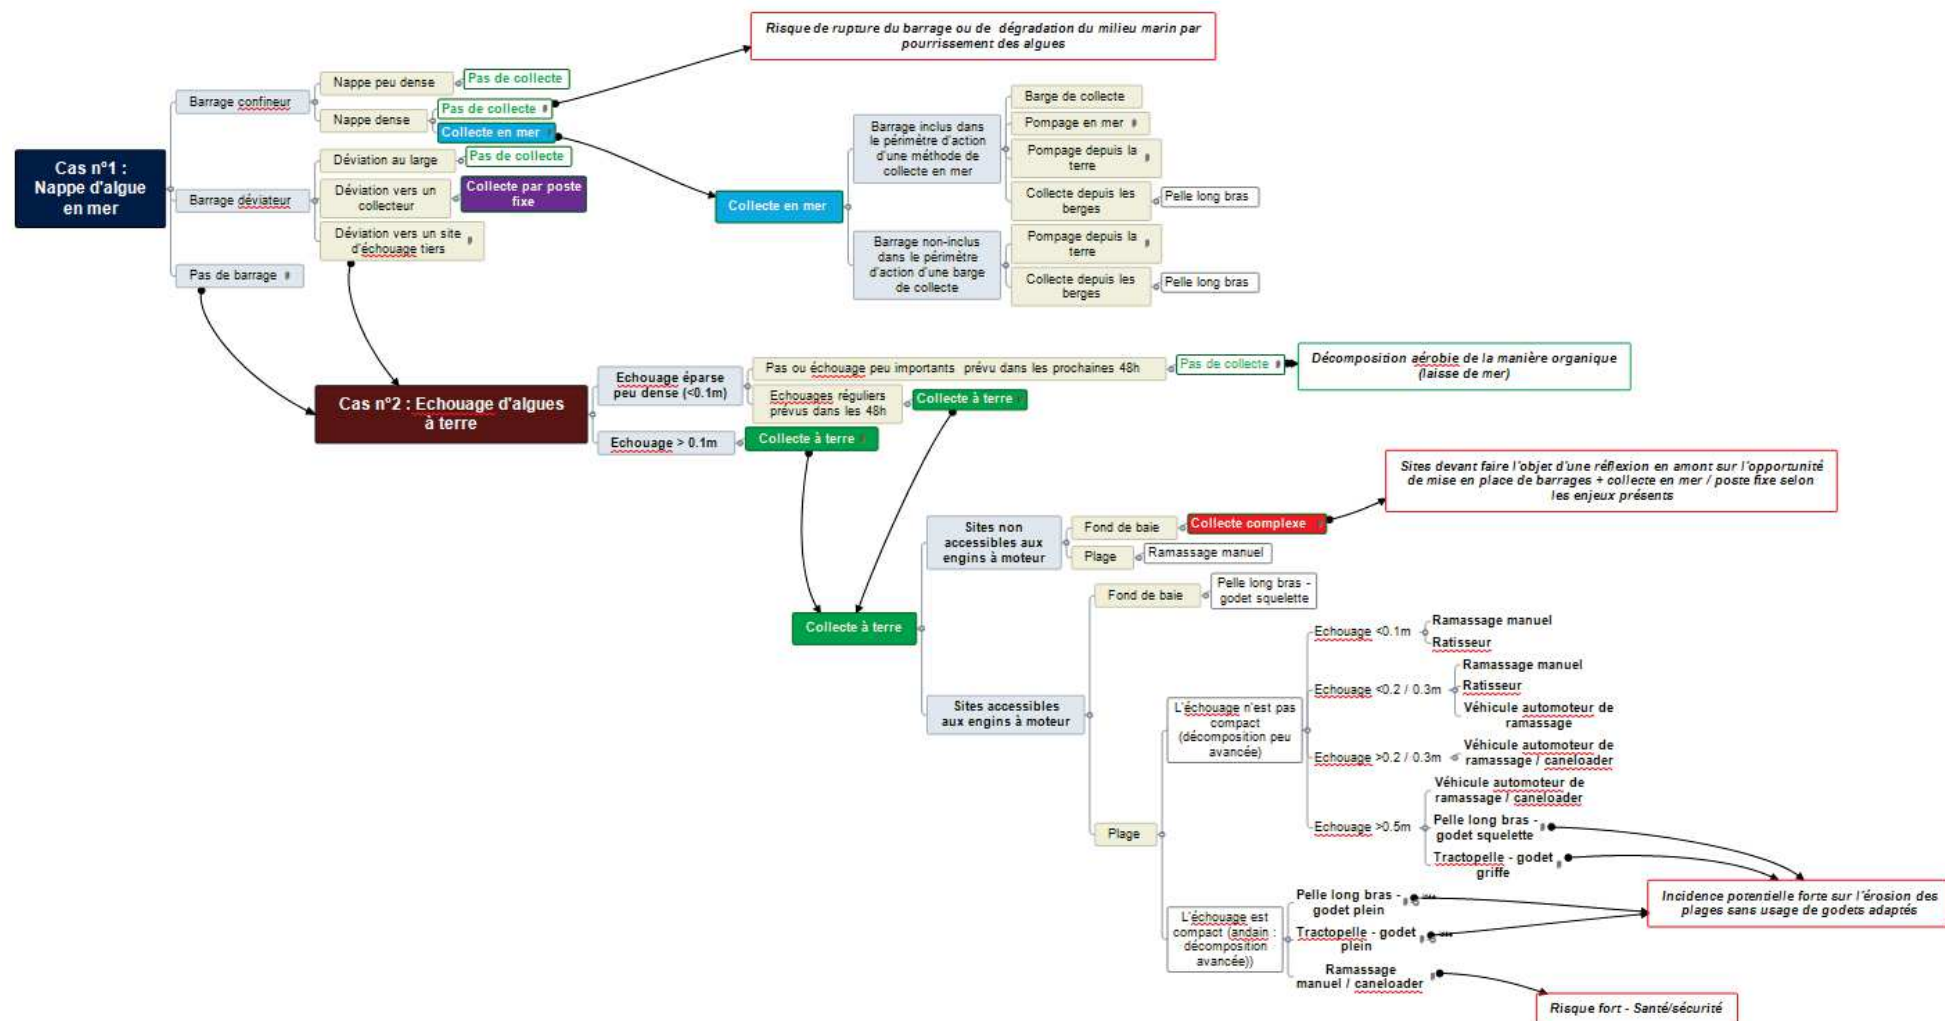 Risque de rupture du barrage ou de dégradation du milieu marin par
pourrissement des algues
Cas n°1 :
Nappe d'algue
en mer
Barrage confineur
Nappe peu dense
Pas de collecte
Nappe dense
Pas de collecte
Collecte en mer
Barrage déviateur
Déviation au large
Pas de collecte
Déviation vers un
collecteur
Collecte par poste
fixe
Déviation vers un site
d'échouage tiers
Pas de barrage
Collecte en mer
Barrage inclus dans
le périmètre d'action
d'une méthode de
collecte en mer
Barge de collecte
Pompage en mer
Pompage depuis la
terre
Collecte depuis les
berges
Pelle long bras
Barrage non-inclus
dans le périmètre
d'action d'une barge
de collecte
Pompage depuis la
terre
Collecte depuis les
berges
Pelle long bras
Cas n°2 : Echouage d'algues
à terre
Echouage éparse
peu dense (<0.1m)
Pas ou échouage peu importants prévu dans les prochaines 48h
Pas de collecte
Décomposition aérobie de la manière organique
(laisse de mer)
Echouages réguliers
prévus dans les 48h
Collecte à terre
Echouage > 0.1m
Collecte à terre
Collecte à terre
Sites non
accessibles aux
engins à moteur
Fond de baie
Collecte complexe
Sites devant faire l'objet d'une réflexion en amont sur l'opportunité
de mise en place de barrages + collecte en mer / poste fixe selon
les enjeux présents
Plage
Ramassage manuel
Sites accessibles
aux engins à moteur
Fond de baie
Pelle long bras -
godet squelette
Plage
L'échouage n'est pas
compact
(décomposition peu
avancée)
Echouage <0.1m
Ramassage manuel
Ratisseur
Echouage <0.2 / 0.3m
Ramassage manuel
Ratisseur
Véhicule automoteur de
ramassage
Echouage >0.2 / 0.3m
Véhicule automoteur de
ramassage / caneloader
Echouage >0.5m
Véhicule automoteur de
ramassage / caneloader
Pelle long bras -
godet squelette
Tractopelle - godet
griffe
L'échouage est
compact (andain :
décomposition
avancée))
Pelle long bras -
godet plein
Tractopelle - godet
plein
Ramassage
manuel / caneloader
Incidence potentielle forte sur l'érosion des
plages sans usage de godets adaptés
Risque fort - Santé/sécurité